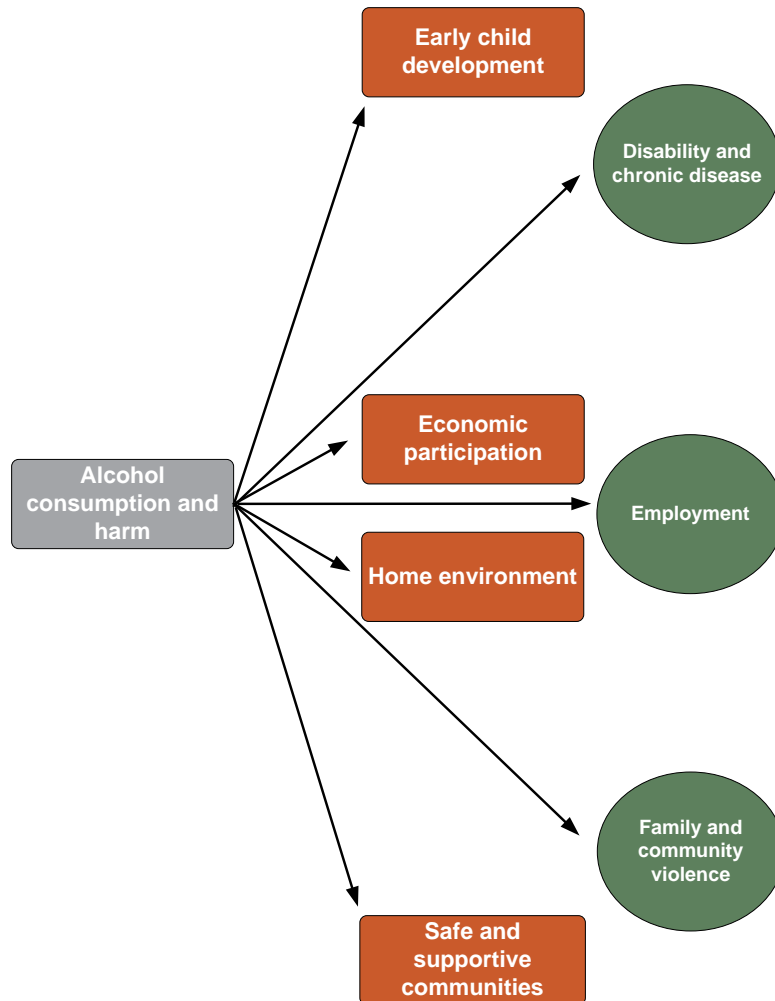 Early child
development
Disability and
chronic disease
Economic
participation
Alcohol
consumption and
harm
Employment
Home environment
Family and
community
violence
Safe and
supportive
communities